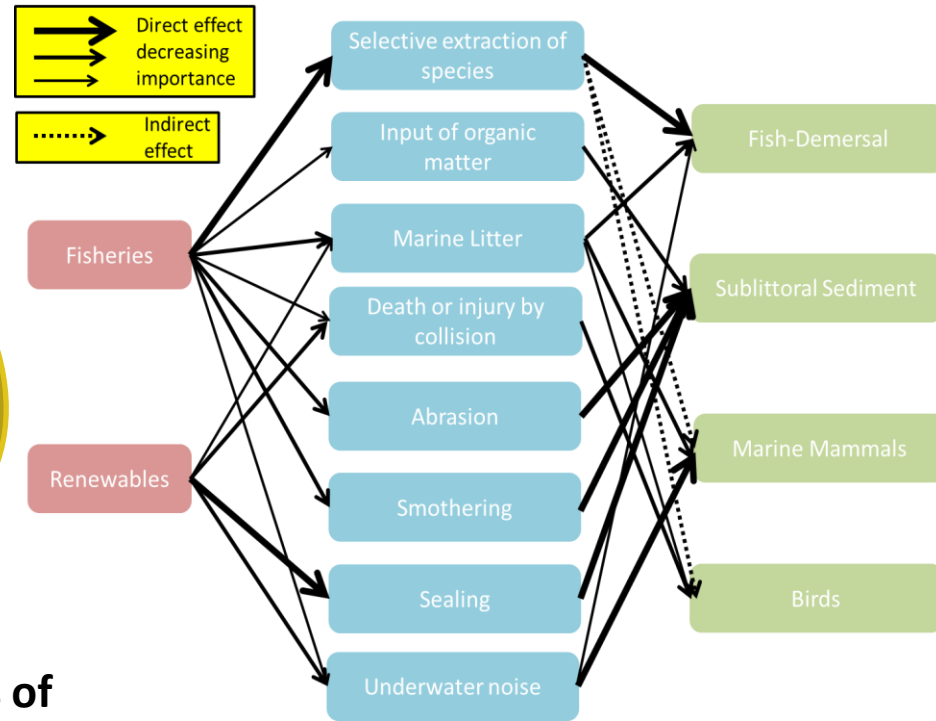 Direct effect
decreasing
importance
Indirect
effect
Selective extraction of
species
Input of organic
matter
Fish-Demersal
Fisheries
Marine Litter
Sublittoral Sediment
Death or injury by
collision
Abrasion
Marine Mammals
Renewables
Smothering
Sealing
Birds
Underwater noise
of